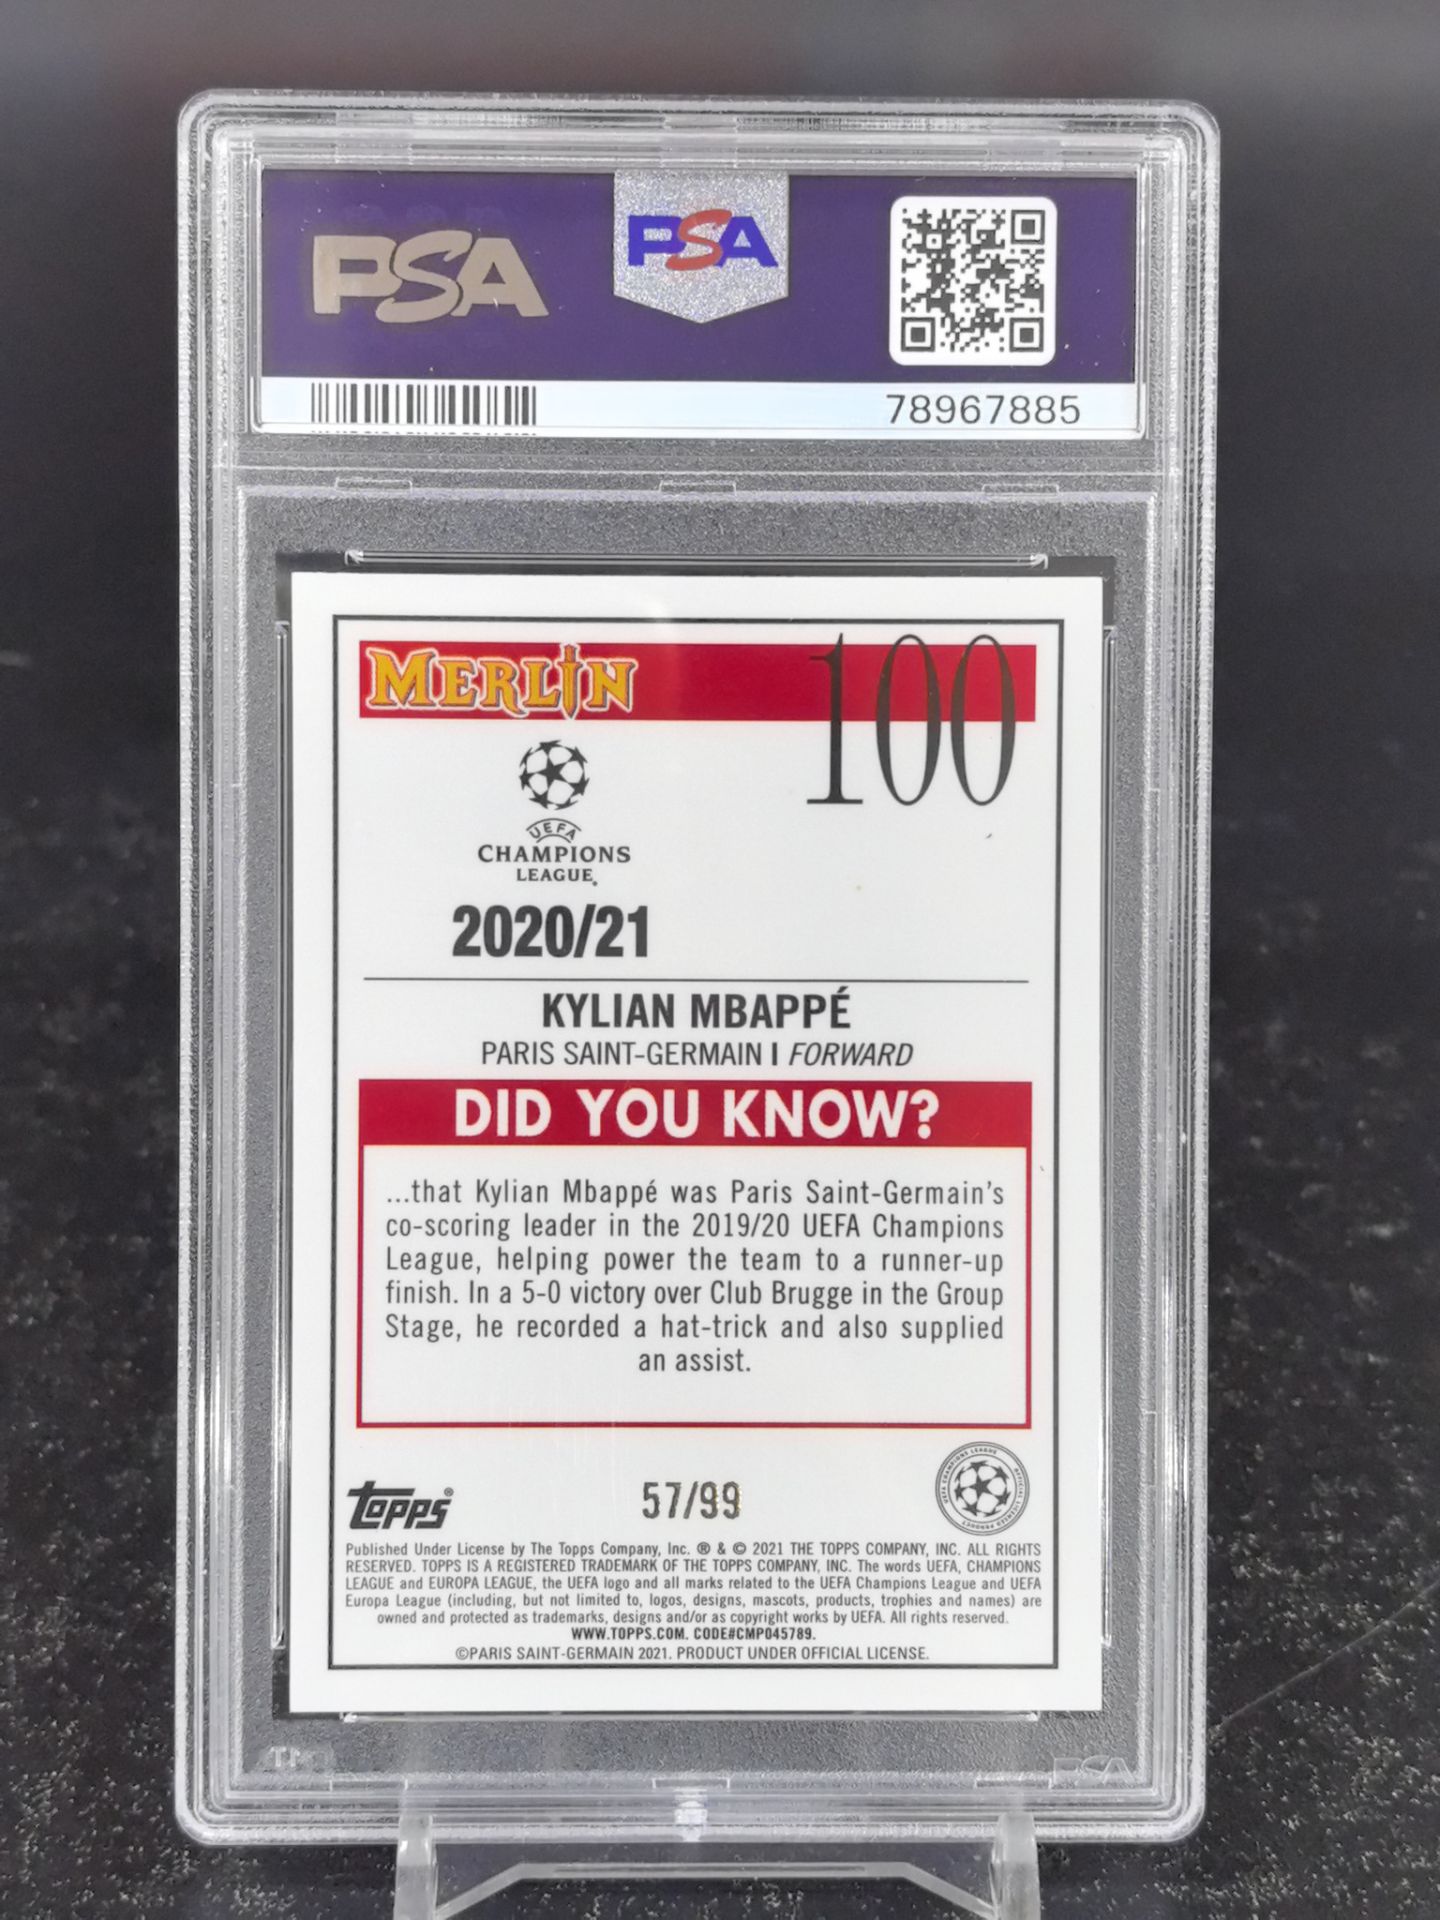 PSA
PSA
78967885
MERLIN
100
UEFA
CHAMPIONS
LEAGUE.
2020/21
KYLIAN MBAPPÉ
PARIS SAINT-GERMAIN I FORWARD
DID YOU KNOW?
...that Kylian Mbappé was Paris Saint-Germain's
co-scoring leader in the 2019/20 UEFA Champions
League, helping power the team to a runner-up
finish. In a 5-0 victory over Club Brugge in the Group
Stage, he recorded a hat-trick and also supplied
an assist.
TOPPS®
57/99
UEFA CHAMPIONS LEAGUE OFFICIAL LICENSED PRODUCT
Published Under License by The Topps Company, Inc. ® & © 2021 THE TOPPS COMPANY, INC. ALL RIGHTS
RESERVED. TOPPS IS A REGISTERED TRADEMARK OF THE TOPPS COMPANY, INC. The words UEFA, CHAMPIONS
LEAGUE and EUROPA LEAGUE, the UEFA logo and all marks related to the UEFA Champions League and UEFA
Europa League (including, but not limited to, logos, designs, mascots, products, trophies and names) are
owned and protected as trademarks, designs and/or as copyright works by UEFA. All rights reserved.
WWW.TOPPS.COM. CODE#CMP045789.
©PARIS SAINT-GERMAIN 2021. PRODUCT UNDER OFFICIAL LICENSE.
PSA